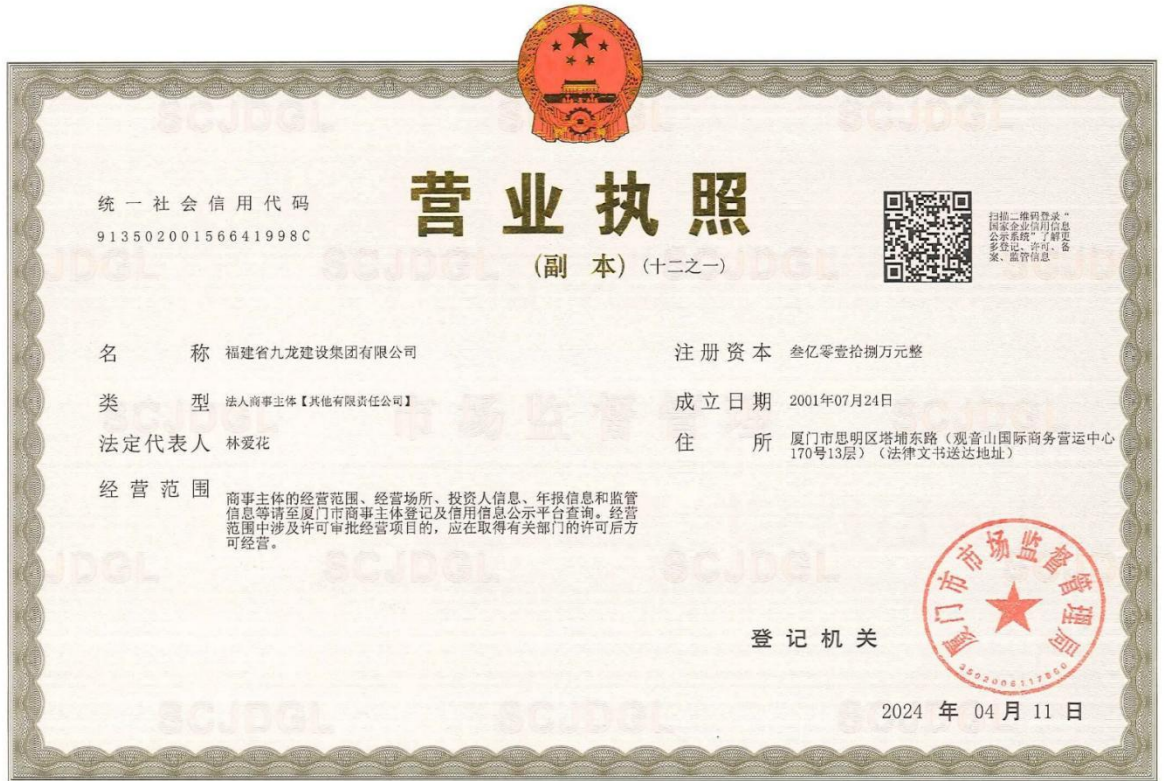 营业执照
(副 本) (十二之一)
统一社会信用代码
91350200156641998C
扫描二维码登录“
国家企业信用信息
公示系统”了解更
多登记、许可、备
案、监管信息
名 称 福建省九龙建设集团有限公司
类 型 法人商事主体【其他有限责任公司】
法定代表人 林爱花
经营范围 商事主体的经营范围、经营场所、投资人信息、年报信息和监管
信息等请至厦门市商事主体登记及信用信息公示平台查询。经营
范围中涉及许可审批经营项目的，应在取得有关部门的许可后方
可经营。
注册资本 叁亿零壹拾捌万元整
成立日期 2001年07月24日
住 所 厦门市思明区塔埔东路（观音山国际商务营运中心
170号13层）（法律文书送达地址）
登记机关
厦门市市场监督管理局
2024 年 04 月 11 日
SCJDGL
市场监督管理